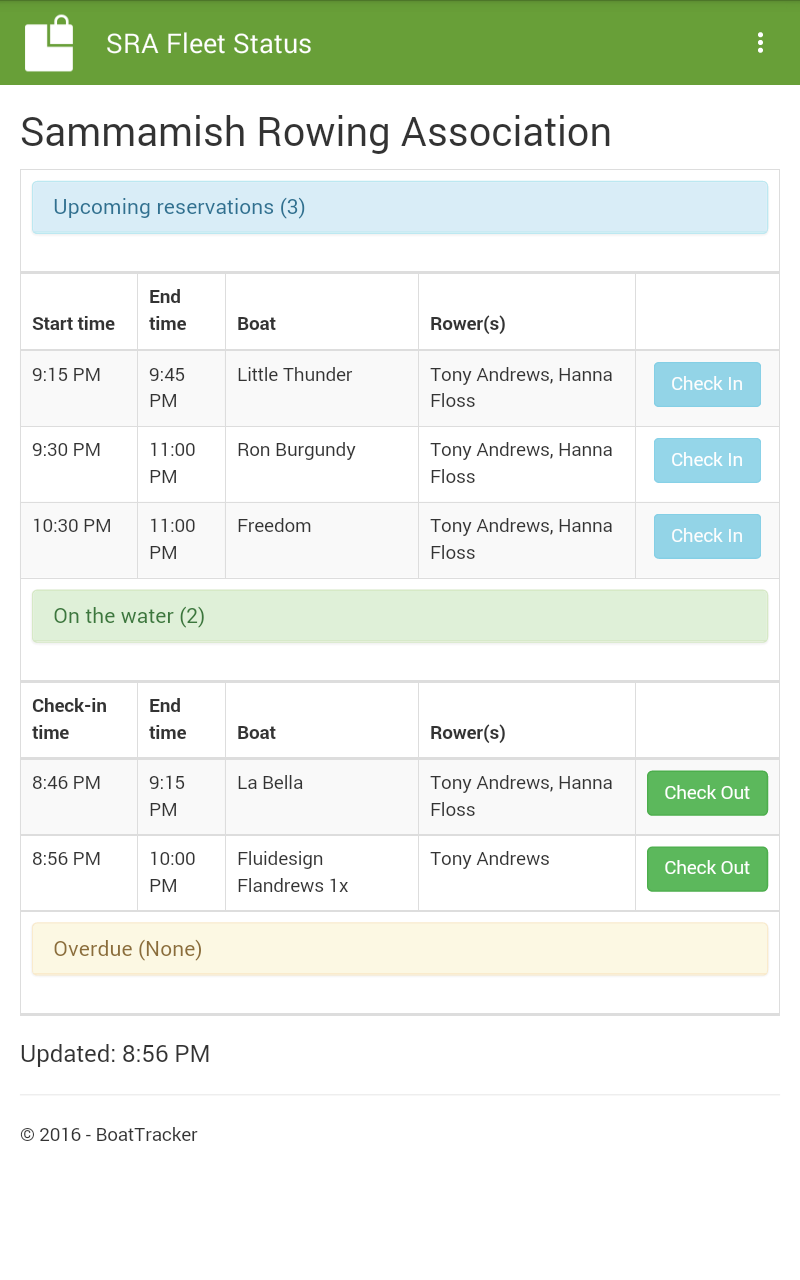 SRA Fleet Status
Sammamish Rowing Association
Upcoming reservations (3)
Start time End time Boat Rower(s)
9:15 PM 9:45 PM Little Thunder Tony Andrews, Hanna Floss Check In
9:30 PM 11:00 PM Ron Burgundy Tony Andrews, Hanna Floss Check In
10:30 PM 11:00 PM Freedom Tony Andrews, Hanna Floss Check In
On the water (2)
Check-in time End time Boat Rower(s)
8:46 PM 9:15 PM La Bella Tony Andrews, Hanna Floss Check Out
8:56 PM 10:00 PM Fluidesign Flandrews 1x Tony Andrews Check Out
Overdue (None)
Updated: 8:56 PM
© 2016 - BoatTracker